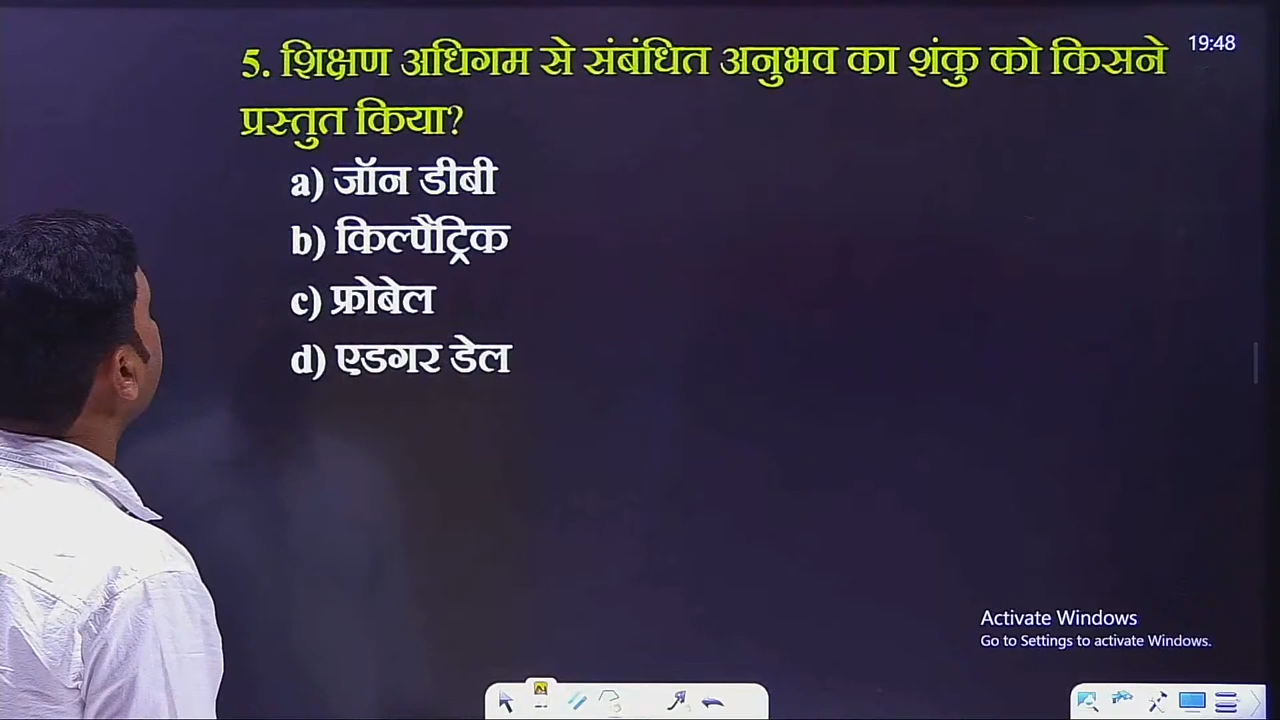 19:48
5. शिक्षण अधिगम से संबंधित अनुभव का शंकु को किसने
प्रस्तुत किया?
a) जॉन डीबी
b) किल्पैट्रिक
c) फ्रोबेल
d) एडगर डेल
Activate Windows
Go to Settings to activate Windows.